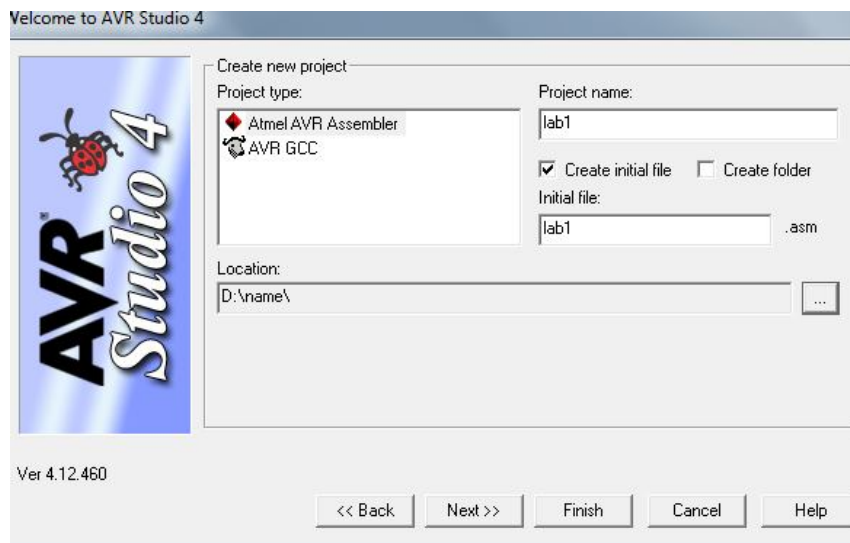 Welcome to AVR Studio 4
Create new project
Project type:
Atmel AVR Assembler
AVR GCC
Project name:
lab1
Create initial file
Create folder
Initial file:
lab1
.asm
Location:
D:\name\
...
AVR®
Studio 4
Ver 4.12.460
<< Back
Next >>
Finish
Cancel
Help